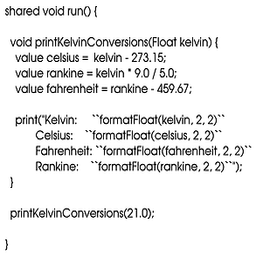 shared void run() {
void printKelvinConversions(Float kelvin) {
value celsius = kelvin - 273.15;
value rankine = kelvin * 9.0 / 5.0;
value fahrenheit = rankine - 459.67;
print("Kelvin: ``formatFloat(kelvin, 2, 2)``
Celsius: ``formatFloat(celsius, 2, 2)``
Fahrenheit: ``formatFloat(fahrenheit, 2, 2)``
Rankine: ``formatFloat(rankine, 2, 2)``");
}
printKelvinConversions(21.0);
}